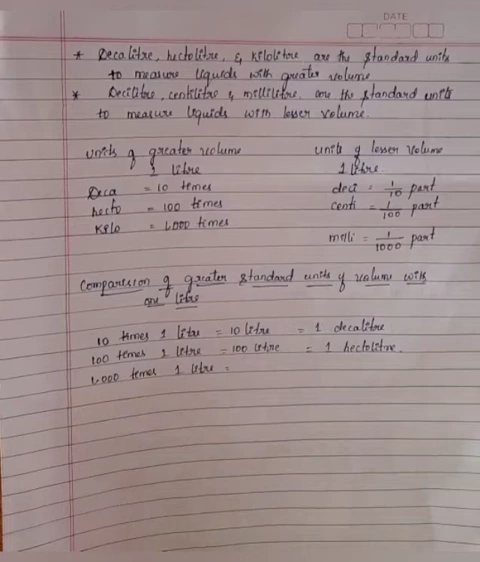 DATE
* Decalitre, hectolitre, & kilolitre are the standard units
to measure liquids with greater volume
* Decilitre, centilitre & millilitre. are the standard units
to measure liquids with lesser volume.
units of greater volume units of lesser volume
1 litre 1 litre.
Deca = 10 times deci = 1/10 part
hecto = 100 times centi = 1/100 part
Kilo = 1,000 times
milli = 1/1000 part
Comparision of greater standard units of volume with
one litre
10 times 1 litre = 10 litre = 1 decalitre
100 times 1 litre = 100 litre = 1 hectolitre.
1,000 times 1 litre =